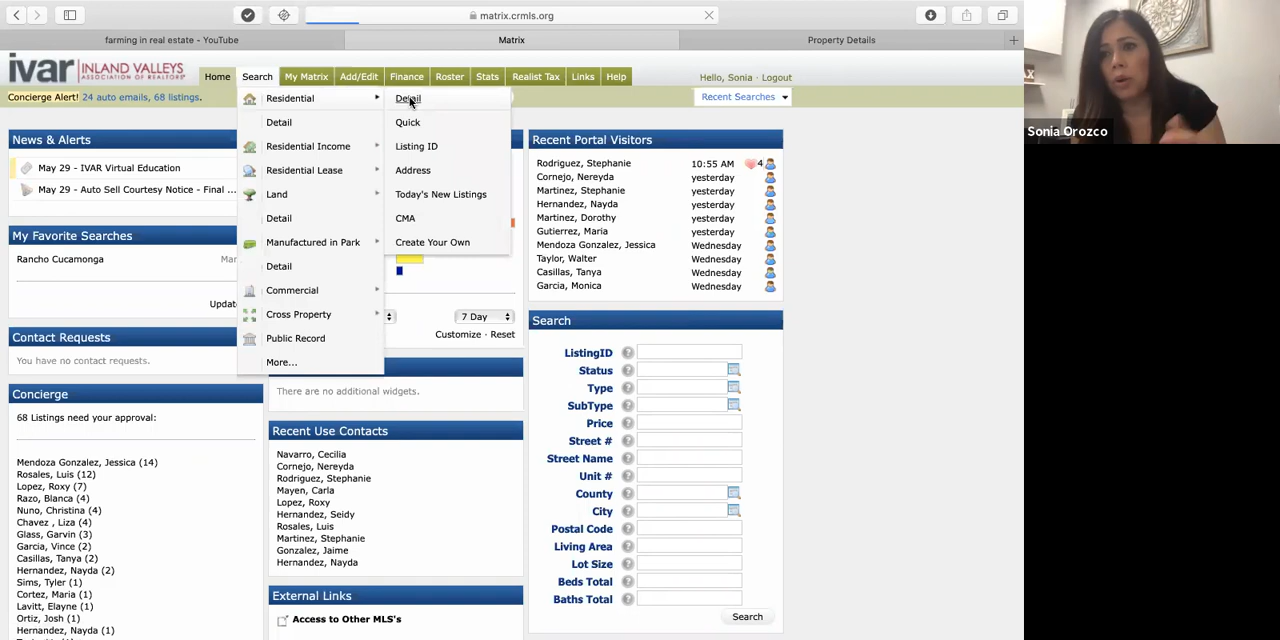 matrix.crmls.org
farming in real estate - YouTube
Matrix
Property Details
ivar INLAND VALLEYS
ASSOCIATION OF REALTORS
Home
Search
My Matrix
Add/Edit
Finance
Roster
Stats
Realist Tax
Links
Help
Hello, Sonia · Logout
Concierge Alert! 24 auto emails, 68 listings.
Recent Searches
Residential
Detail
Residential Income
Residential Lease
Land
Detail
Manufactured in Park
Detail
Commercial
Cross Property
Public Record
More...
Detail
Quick
Listing ID
Address
Today's New Listings
CMA
Create Your Own
News & Alerts
May 29 - IVAR Virtual Education
May 29 - Auto Sell Courtesy Notice - Final ...
My Favorite Searches
Rancho Cucamonga
Mar
Updat
7 Day
Customize · Reset
Contact Requests
You have no contact requests.
Concierge
68 Listings need your approval:
Mendoza Gonzalez, Jessica (14)
Rosales, Luis (12)
Lopez, Roxy (7)
Razo, Blanca (4)
Nuno, Christina (4)
Chavez , Liza (4)
Glass, Garvin (3)
Garcia, Vince (2)
Casillas, Tanya (2)
Hernandez, Nayda (2)
Sims, Tyler (1)
Cortez, Maria (1)
Lavitt, Elayne (1)
Ortiz, Josh (1)
Hernandez, Nayda (1)
There are no additional widgets.
Recent Use Contacts
Navarro, Cecilia
Cornejo, Nereyda
Rodriguez, Stephanie
Mayen, Carla
Lopez, Roxy
Hernandez, Seidy
Rosales, Luis
Martinez, Stephanie
Gonzalez, Jaime
Hernandez, Nayda
External Links
Access to Other MLS's
Recent Portal Visitors
Rodriguez, Stephanie 10:55 AM 4
Cornejo, Nereyda yesterday
Martinez, Stephanie yesterday
Hernandez, Nayda yesterday
Martinez, Dorothy yesterday
Gutierrez, Maria yesterday
Mendoza Gonzalez, Jessica Wednesday
Taylor, Walter Wednesday
Casillas, Tanya Wednesday
Garcia, Monica Wednesday
Search
ListingID
Status
Type
SubType
Price
Street #
Street Name
Unit #
County
City
Postal Code
Living Area
Lot Size
Beds Total
Baths Total
Search
Sonia Orozco